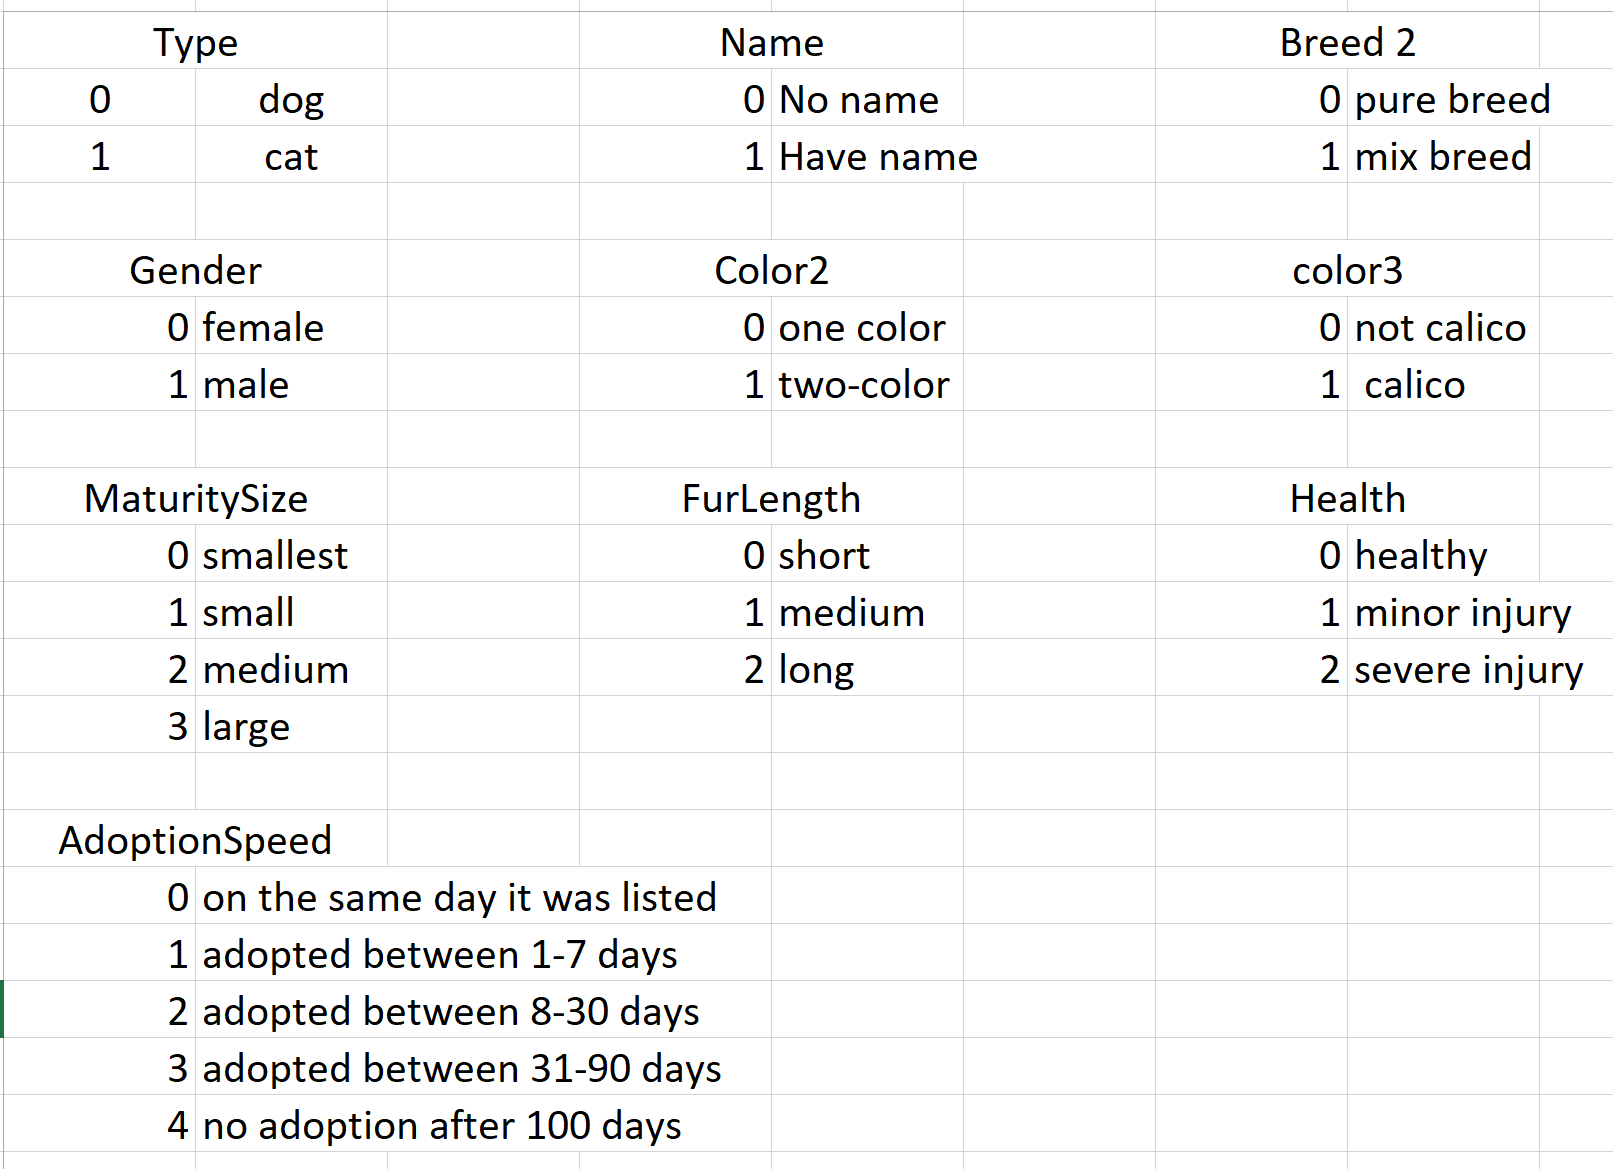 Type Name Breed 2
0 dog 0 No name 0 pure breed
1 cat 1 Have name 1 mix breed
Gender Color2 color3
0 female 0 one color 0 not calico
1 male 1 two-color 1 calico
MaturitySize FurLength Health
0 smallest 0 short 0 healthy
1 small 1 medium 1 minor injury
2 medium 2 long 2 severe injury
3 large
AdoptionSpeed
0 on the same day it was listed
1 adopted between 1-7 days
2 adopted between 8-30 days
3 adopted between 31-90 days
4 no adoption after 100 days